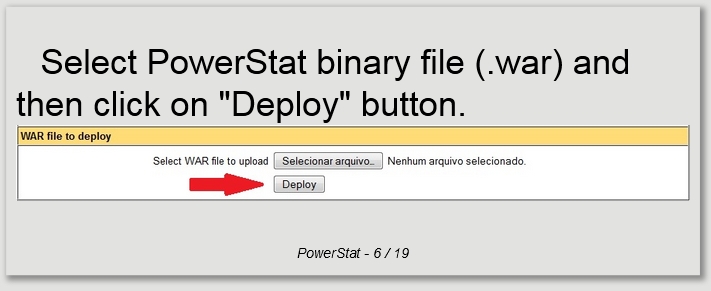 Select PowerStat binary file (.war) and
then click on "Deploy" button.
WAR file to deploy
Select WAR file to upload Selecionar arquivo.. Nenhum arquivo selecionado.
Deploy
PowerStat - 6 / 19